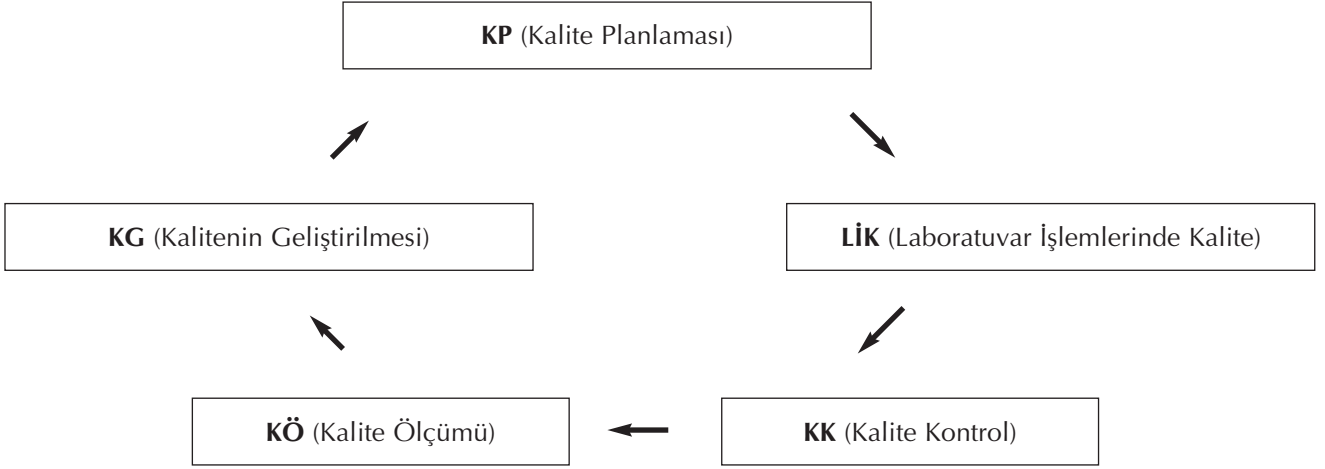 KP (Kalite Planlaması)
KG (Kalitenin Geliştirilmesi)
LİK (Laboratuvar İşlemlerinde Kalite)
KÖ (Kalite Ölçümü)
KK (Kalite Kontrol)